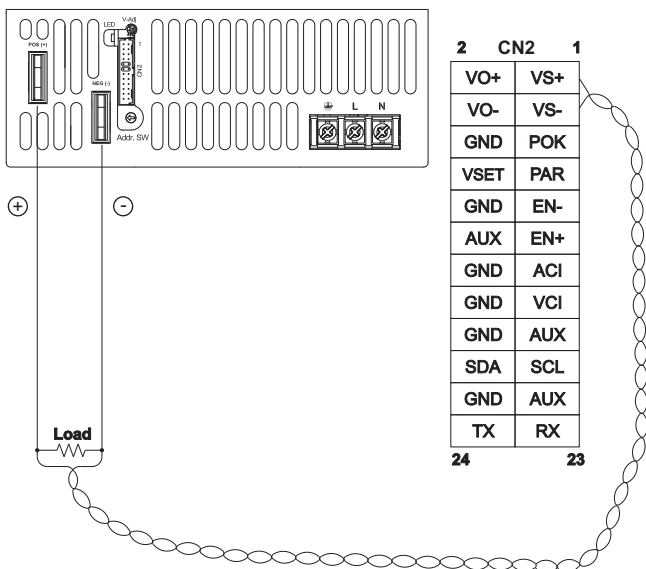 LED V-Adj
POS (+)
NEG (-)
1
CN2
Addr. SW
L N
+ -
Load
2 CN2 1
VO+ VS+
VO- VS-
GND POK
VSET PAR
GND EN-
AUX EN+
GND ACI
GND VCI
GND AUX
SDA SCL
GND AUX
TX RX
24 23